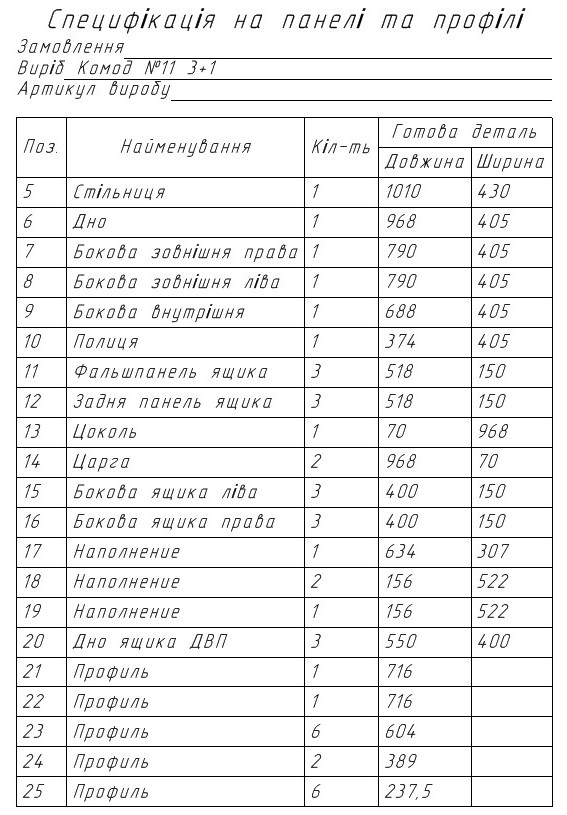 Специфікація на панелі та профілі
Замовлення
Виріб Комод №11 3+1
Артикул виробу
Поз. Найменування Кіл-ть Готова деталь
Довжина Ширина
5 Стільниця 1 1010 430
6 Дно 1 968 405
7 Бокова зовнішня права 1 790 405
8 Бокова зовнішня ліва 1 790 405
9 Бокова внутрішня 1 688 405
10 Полиця 1 374 405
11 Фальшпанель ящика 3 518 150
12 Задня панель ящика 3 518 150
13 Цоколь 1 70 968
14 Царга 2 968 70
15 Бокова ящика ліва 3 400 150
16 Бокова ящика права 3 400 150
17 Наполнение 1 634 307
18 Наполнение 2 156 522
19 Наполнение 1 156 522
20 Дно ящика ДВП 3 550 400
21 Профиль 1 716
22 Профиль 1 716
23 Профиль 6 604
24 Профиль 2 389
25 Профиль 6 237,5